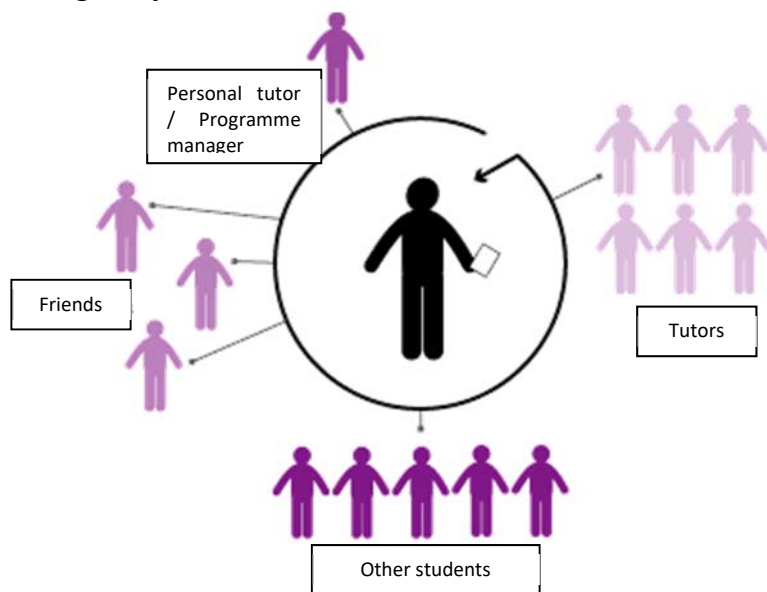 Personal tutor
/ Programme
manager
Friends
Tutors
Other students